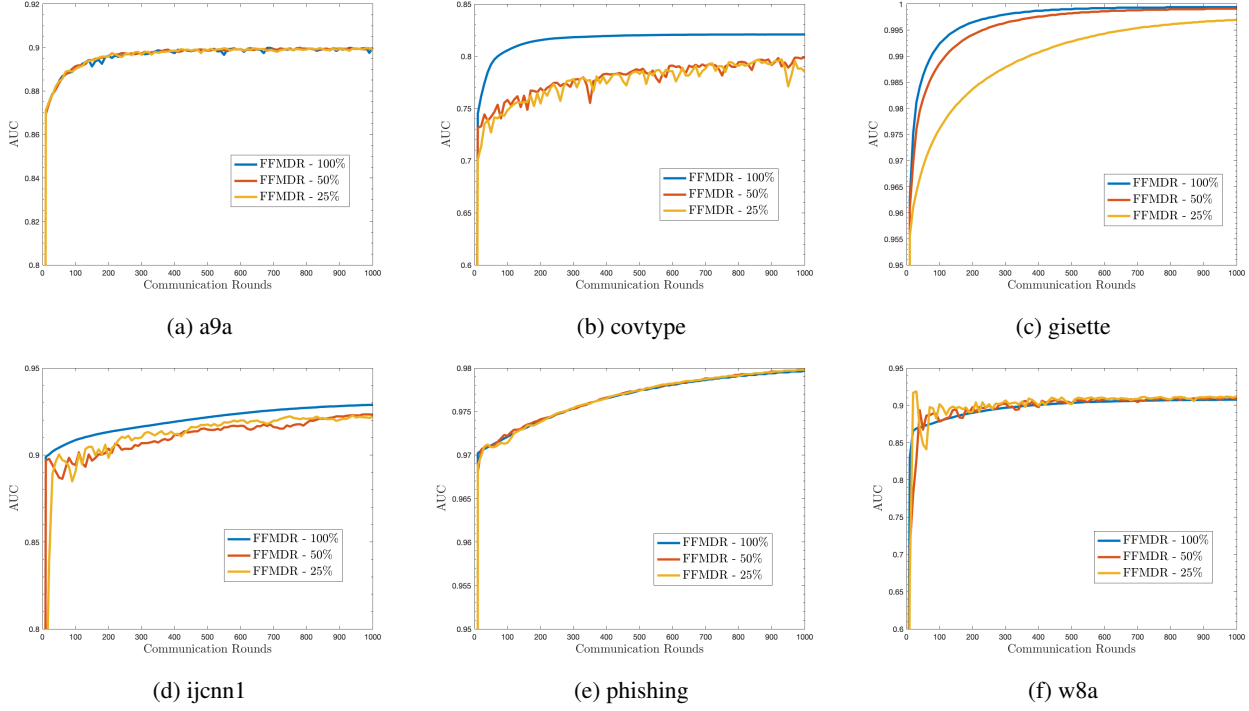 0.92
0.9
0.88
0.86
0.84
0.82
0.8
AUC
0 100 200 300 400 500 600 700 800 900 1000
Communication Rounds
FFMDR - 100%
FFMDR - 50%
FFMDR - 25%
(a) a9a
0.85
0.8
0.75
0.7
0.65
0.6
AUC
0 100 200 300 400 500 600 700 800 900 1000
Communication Rounds
FFMDR - 100%
FFMDR - 50%
FFMDR - 25%
(b) covtype
1
0.995
0.99
0.985
0.98
0.975
0.97
0.965
0.96
0.955
0.95
AUC
0 100 200 300 400 500 600 700 800 900 1000
Communication Rounds
FFMDR - 100%
FFMDR - 50%
FFMDR - 25%
(c) gisette
0.95
0.9
0.85
0.8
AUC
0 100 200 300 400 500 600 700 800 900 1000
Communication Rounds
FFMDR - 100%
FFMDR - 50%
FFMDR - 25%
(d) ijcnn1
0.98
0.975
0.97
0.965
0.96
0.955
0.95
AUC
0 100 200 300 400 500 600 700 800 900 1000
Communication Rounds
FFMDR - 100%
FFMDR - 50%
FFMDR - 25%
(e) phishing
0.95
0.9
0.85
0.8
0.75
0.7
0.65
0.6
AUC
0 100 200 300 400 500 600 700 800 900 1000
Communication Rounds
FFMDR - 100%
FFMDR - 50%
FFMDR - 25%
(f) w8a